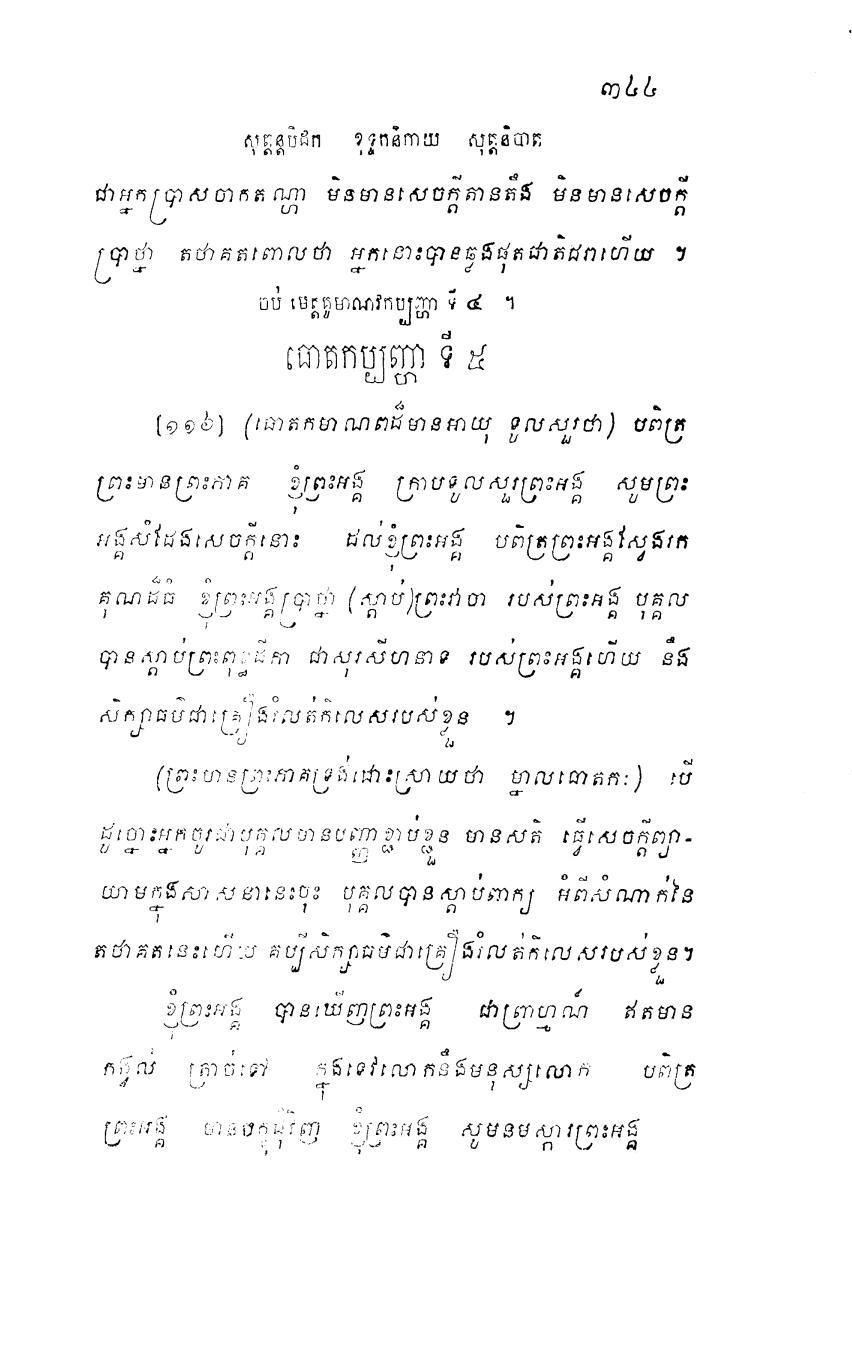 ៣៤៤
សុត្តន្តបិដក ខុទ្ទកនិកាយ សុត្តនិបាត
ជាអ្នកប្រាសចាកតណ្ហា មិនមានសេចក្តីតានតឹង មិនមានសេចក្តី
ប្រាថ្នា តថាគតពោលថា អ្នកនោះបានឆ្លងផុតជាតិជរាហើយ ។
ចប់ មេត្តគូមាណវកប្បញ្ហា ទី ៤ ។
ធោតកប្បញ្ហា ទី ៥
[១១៦] (ធោតកមាណពដ៏មានអាយុ ទូលសួរថា) បពិត្រ
ព្រះមានព្រះភាគ ខ្ញុំព្រះអង្គ ក្រាបទូលសួរព្រះអង្គ សូមព្រះ
អង្គសំដែងសេចក្តីនោះ ដល់ខ្ញុំព្រះអង្គ បពិត្រព្រះអង្គស្វែងរក
គុណដ៏ធំ ខ្ញុំព្រះអង្គប្រាថ្នា (ស្តាប់)ព្រះវាចា របស់ព្រះអង្គ បុគ្គល
បានស្តាប់ព្រះពុទ្ធដីកា ជាសុរសីហនាទ របស់ព្រះអង្គហើយ នឹង
សិក្សាធម៌ជាគ្រឿងរំលត់កិលេសរបស់ខ្លួន ។
(ព្រះមានព្រះភាគទ្រង់ដោះស្រាយថា ម្នាលធោតកៈ) បើ
ដូច្នោះអ្នកចូរជាបុគ្គលមានបញ្ញាខ្ជាប់ខ្ជួន មានសតិ ធ្វើសេចក្តីព្យា-
យាមក្នុងសាសនានេះចុះ បុគ្គលបានស្តាប់ពាក្យ អំពីសំណាក់នៃ
តថាគតនេះហើយ គប្បីសិក្សាធម៌ជាគ្រឿងរំលត់កិលេសរបស់ខ្លួន។
ខ្ញុំព្រះអង្គ បានឃើញព្រះអង្គ ជាព្រាហ្មណ៍ ឥតមាន
កង្វល់ ត្រាច់ទៅ ក្នុងទេវលោកនឹងមនុស្សលោក បពិត្រ
ព្រះអង្គ មានចក្ខុជុំវិញ ខ្ញុំព្រះអង្គ សូមនមស្ការព្រះអង្គ